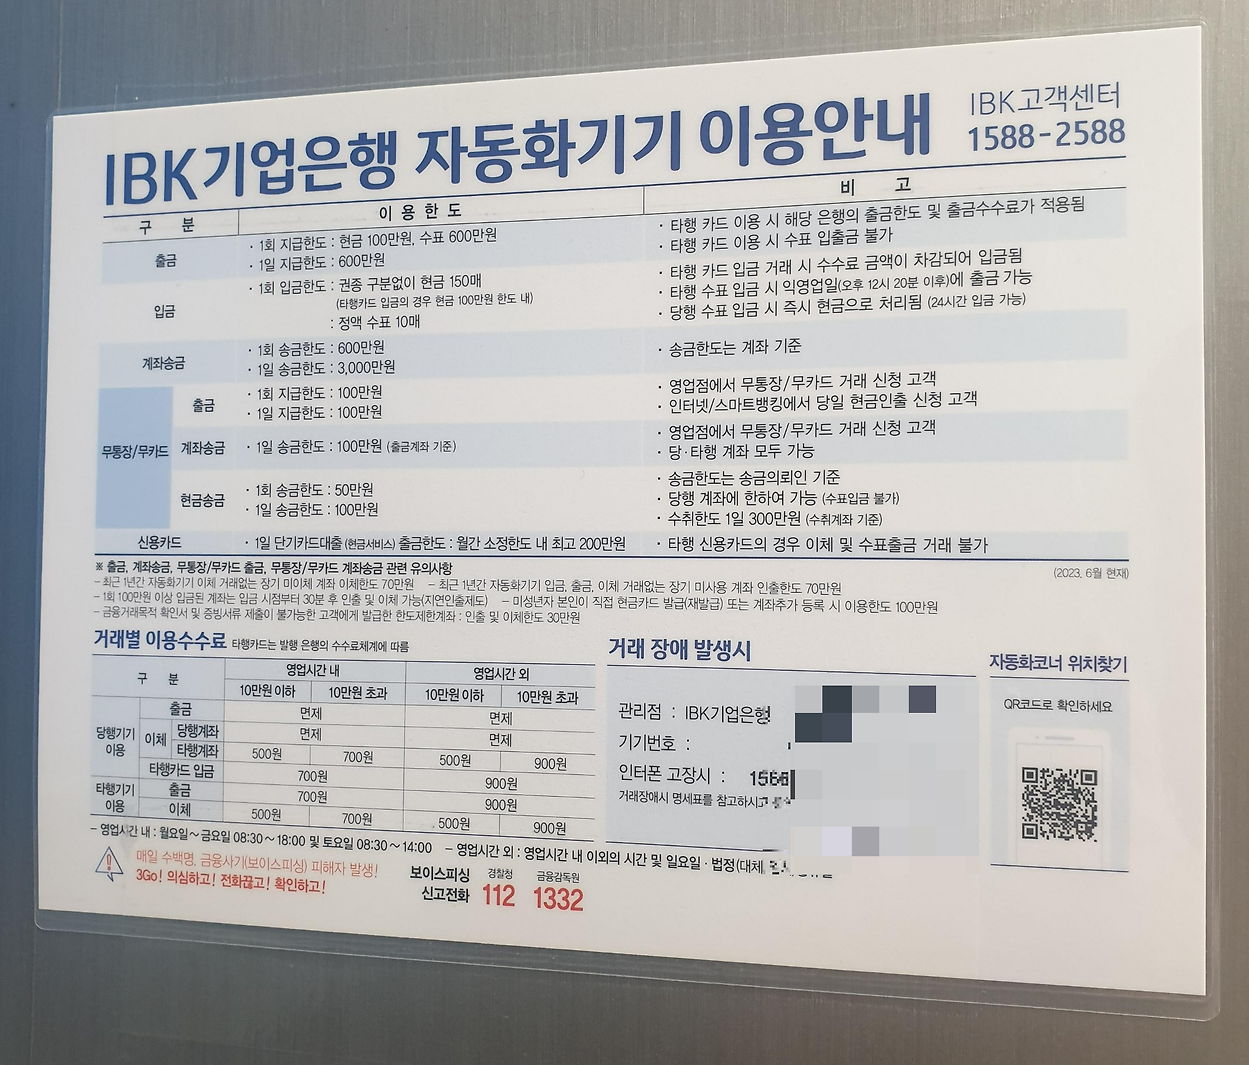 IBK기업은행 자동화기기 이용안내
IBK고객센터
1588-2588
구 분
이 용 한 도
비 고
출금
· 1회 지급한도 : 현금 100만원, 수표 600만원
· 1일 지급한도 : 600만원
· 타행 카드 이용 시 해당 은행의 출금한도 및 출금수수료가 적용됨
· 타행 카드 이용 시 수표 입출금 불가
입금
· 1회 입금한도 : 권종 구분없이 현금 150매
(타행카드 입금의 경우 현금 100만원 한도 내)
: 정액 수표 10매
· 타행 카드 입금 거래 시 수수료 금액이 차감되어 입금됨
· 타행 수표 입금 시 익영업일(오후 12시 20분 이후)에 출금 가능
· 당행 수표 입금 시 즉시 현금으로 처리됨 (24시간 입금 가능)
계좌송금
· 1회 송금한도 : 600만원
· 1일 송금한도 : 3,000만원
· 송금한도는 계좌 기준
무통장/무카드
출금
· 1회 지급한도 : 100만원
· 1일 지급한도 : 100만원
· 영업점에서 무통장/무카드 거래 신청 고객
· 인터넷/스마트뱅킹에서 당일 현금인출 신청 고객
계좌송금
· 1일 송금한도 : 100만원 (출금계좌 기준)
· 영업점에서 무통장/무카드 거래 신청 고객
· 당·타행 계좌 모두 가능
현금송금
· 1회 송금한도 : 50만원
· 1일 송금한도 : 100만원
· 송금한도는 송금의뢰인 기준
· 당행 계좌에 한하여 가능 (수표입금 불가)
· 수취한도 1일 300만원 (수취계좌 기준)
신용카드
· 1일 단기카드대출 (현금서비스) 출금한도 : 월간 소정한도 내 최고 200만원
· 타행 신용카드의 경우 이체 및 수표출금 거래 불가
※ 출금, 계좌송금, 무통장/무카드 출금, 무통장/무카드 계좌송금 관련 유의사항
(2023. 6월 현재)
- 최근 1년간 자동화기기 이체 거래없는 장기 미이체 계좌 이체한도 70만원 - 최근 1년간 자동화기기 입금, 출금, 이체 거래없는 장기 미사용 계좌 인출한도 70만원
- 1회 100만원 이상 입금된 계좌는 입금 시점부터 30분 후 인출 및 이체 가능(지연인출제도) - 미성년자 본인이 직접 현금카드 발급(재발급) 또는 계좌추가 등록 시 이용한도 100만원
- 금융거래목적 확인서 및 증빙서류 제출이 불가능한 고객에게 발급한 한도제한계좌 : 인출 및 이체한도 30만원
거래별 이용수수료 타행카드는 발행 은행의 수수료체계에 따름
구 분
영업시간 내
영업시간 외
10만원 이하
10만원 초과
10만원 이하
10만원 초과
당행기기 이용
출금
면제
면제
이체
당행계좌
면제
면제
타행계좌
500원
700원
500원
900원
타행카드 입금
700원
900원
타행기기 이용
출금
700원
900원
이체
500원
700원
500원
900원
- 영업시간 내 : 월요일~금요일 08:30~18:00 및 토요일 08:30~14:00 - 영업시간 외 : 영업시간 내 이외의 시간 및 일요일·법정(대체
거래 장애 발생시
관리점 : IBK기업은행
기기번호 :
인터폰 고장시 :
거래장애시 명세표를 참고하시고
자동화코너 위치찾기
QR코드로 확인하세요
매일 수백명, 금융사기(보이스피싱) 피해자 발생!
3Go! 의심하고! 전화끊고! 확인하고!
보이스피싱
신고전화
경찰청
112
금융감독원
1332